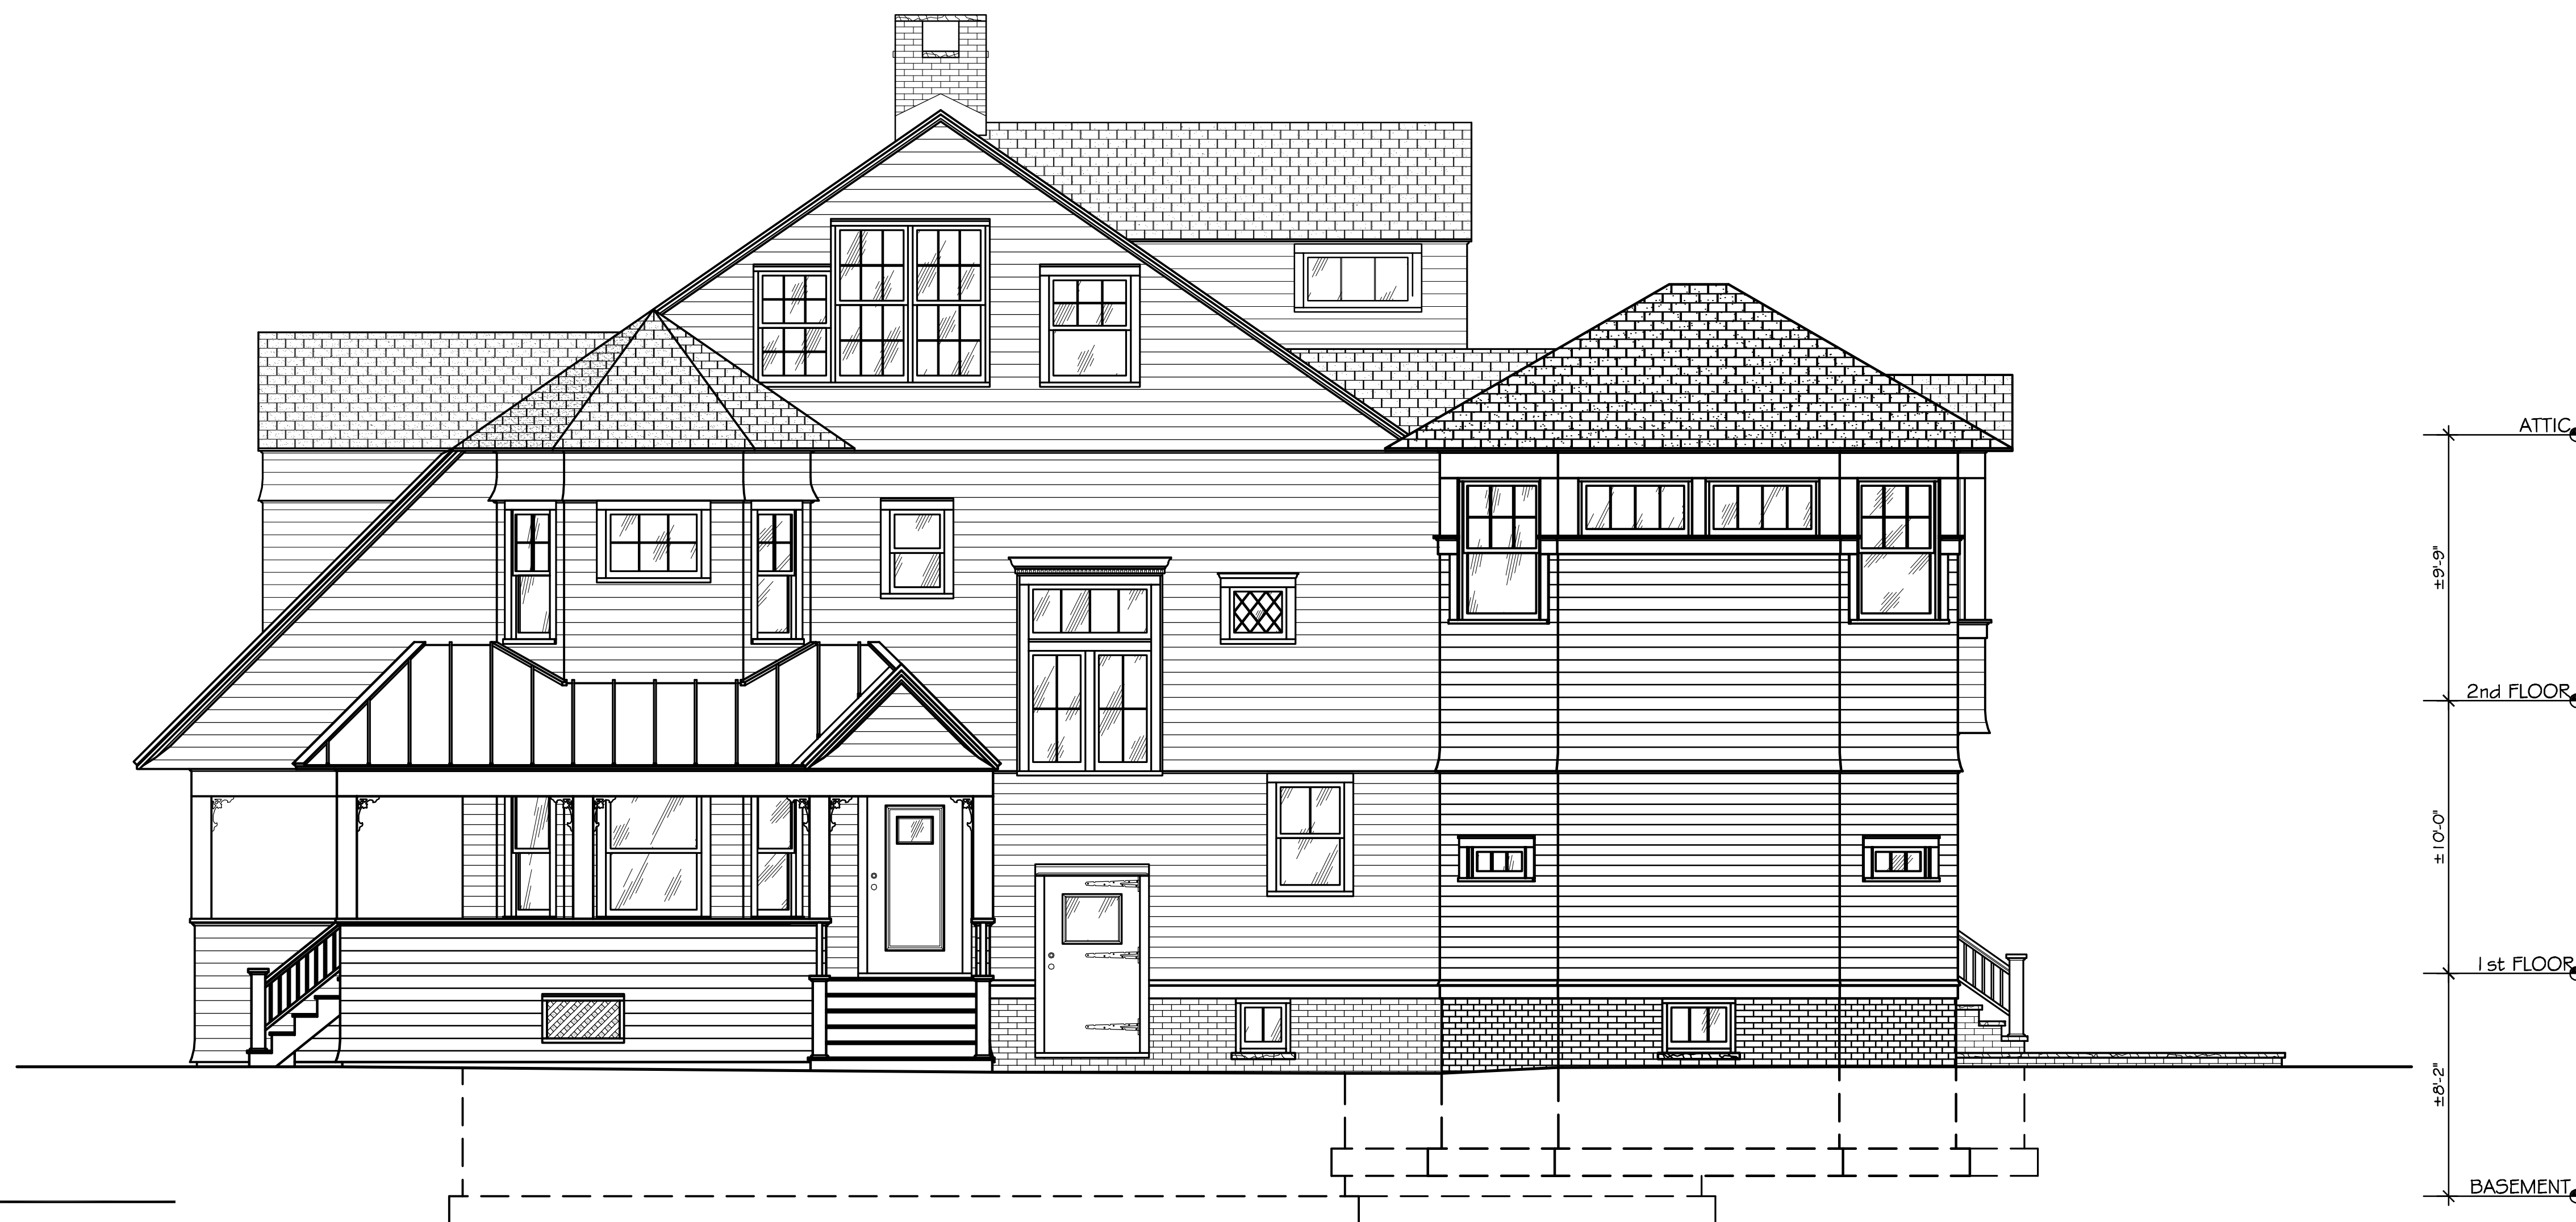 ATTIC
±9'-9"
2nd FLOOR
±10'-0"
1st FLOOR
±8'-2"
BASEMENT